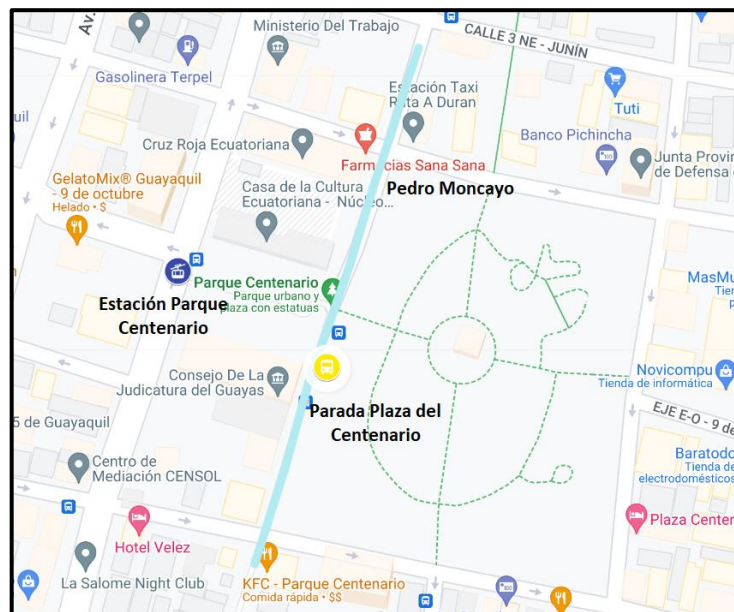 Av.
Ministerio Del Trabajo
CALLE 3 NE - JUNÍN
Gasolinera Terpel
Estación Taxi
Ruta A Duran
Tuti
Cruz Roja Ecuatoriana
Banco Pichincha
Farmacias Sana Sana
Junta Provin
de Defensa
GelatoMix® Guayaquil
- 9 de octubre
Helado • $
Casa de la Cultura
Ecuatoriana - Núcleo...
Pedro Moncayo
Parque Centenario
Parque urbano y
plaza con estatuas
Estación Parque
Centenario
MasMu
Tien
Consejo De La
Judicatura del Guayas
Novicompu
Tienda de informática
Parada Plaza del
Centenario
5 de Guayaquil
EJE E-O - 9 de
Centro de
Mediación CENSOL
Baratodo
Tienda de
electrodomésticos
Hotel Velez
Plaza Center
La Salome Night Club
KFC - Parque Centenario
Comida rápida • $$